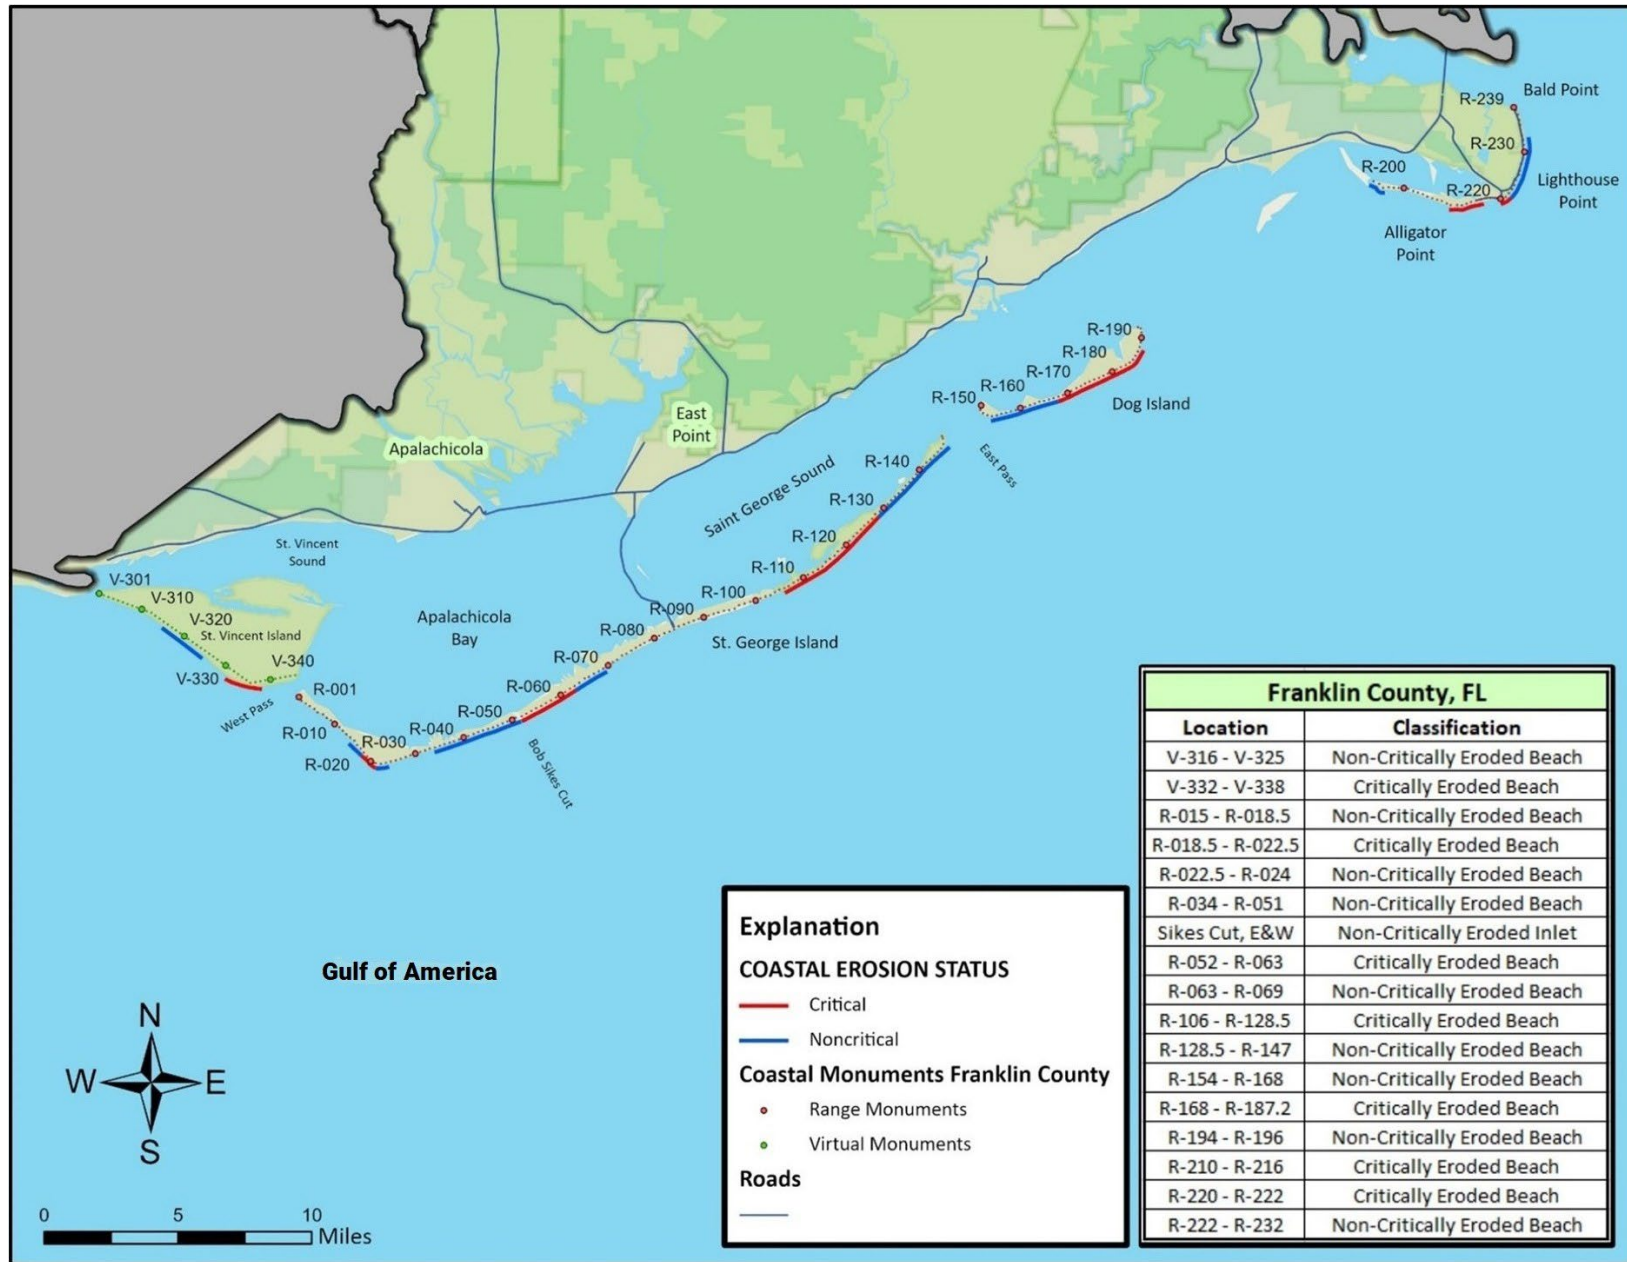 Bald Point
R-239
R-230
R-200
Lighthouse
Point
R-220
Alligator
Point
R-190
R-180
R-170
R-160
R-150
Dog Island
East
Point
Apalachicola
East Pass
Saint George Sound
R-140
R-130
R-120
R-110
R-100
R-090
R-080
R-070
R-060
R-050
R-040
R-030
R-020
R-010
R-001
St. Vincent
Sound
V-301
V-310
V-320
St. Vincent Island
V-340
V-330
West Pass
Apalachicola
Bay
St. George Island
Bob Sikes Cut
Gulf of America
N
W
E
S
0
5
10
Miles
Explanation
COASTAL EROSION STATUS
Critical
Noncritical
Coastal Monuments Franklin County
Range Monuments
Virtual Monuments
Roads
Franklin County, FL
Location Classification
V-316 - V-325 Non-Critically Eroded Beach
V-332 - V-338 Critically Eroded Beach
R-015 - R-018.5 Non-Critically Eroded Beach
R-018.5 - R-022.5 Critically Eroded Beach
R-022.5 - R-024 Non-Critically Eroded Beach
R-034 - R-051 Non-Critically Eroded Beach
Sikes Cut, E&W Non-Critically Eroded Inlet
R-052 - R-063 Critically Eroded Beach
R-063 - R-069 Non-Critically Eroded Beach
R-106 - R-128.5 Critically Eroded Beach
R-128.5 - R-147 Non-Critically Eroded Beach
R-154 - R-168 Non-Critically Eroded Beach
R-168 - R-187.2 Critically Eroded Beach
R-194 - R-196 Non-Critically Eroded Beach
R-210 - R-216 Critically Eroded Beach
R-220 - R-222 Critically Eroded Beach
R-222 - R-232 Non-Critically Eroded Beach